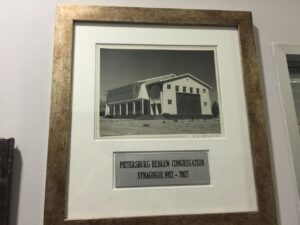 PIETERSBURG HEBREW CONGREGATION
SYNAGOGUE 1953 - 2003